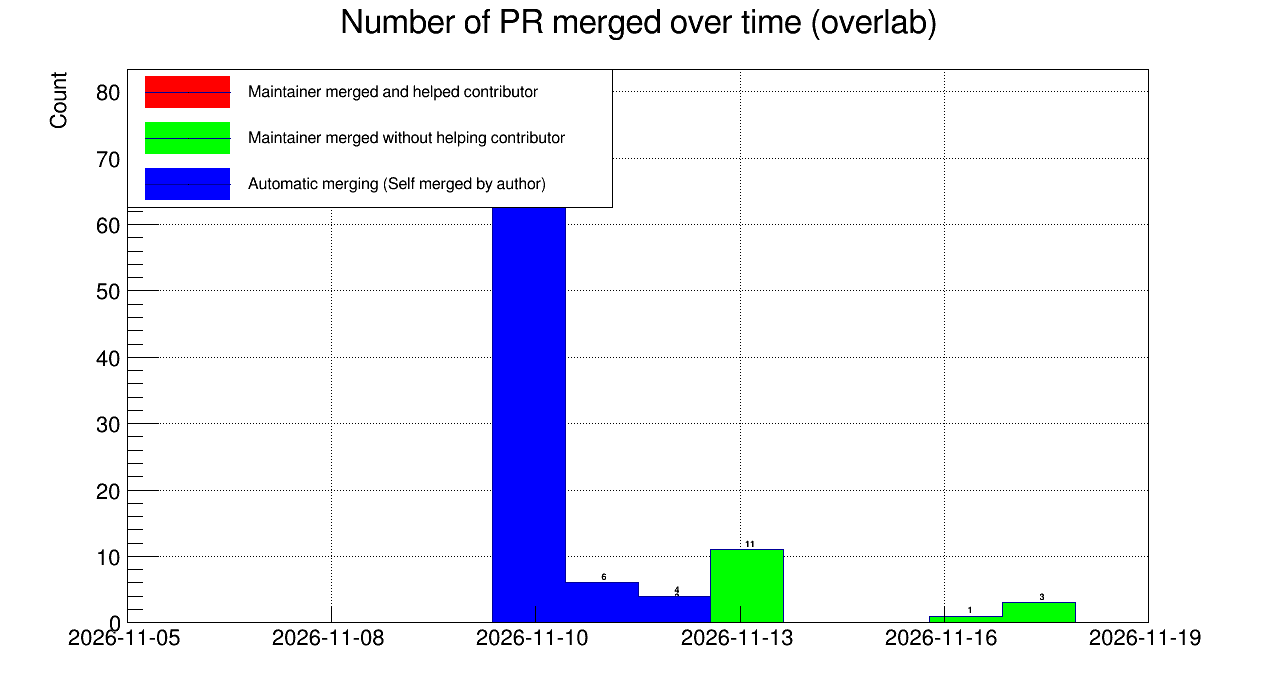 Number of PR merged over time (overlab)
Count
80
70
60
50
40
30
20
10
0
Maintainer merged and helped contributor
Maintainer merged without helping contributor
Automatic merging (Self merged by author)
6
4
11
1
3
2026-11-05 2026-11-08 2026-11-10 2026-11-13 2026-11-16 2026-11-19